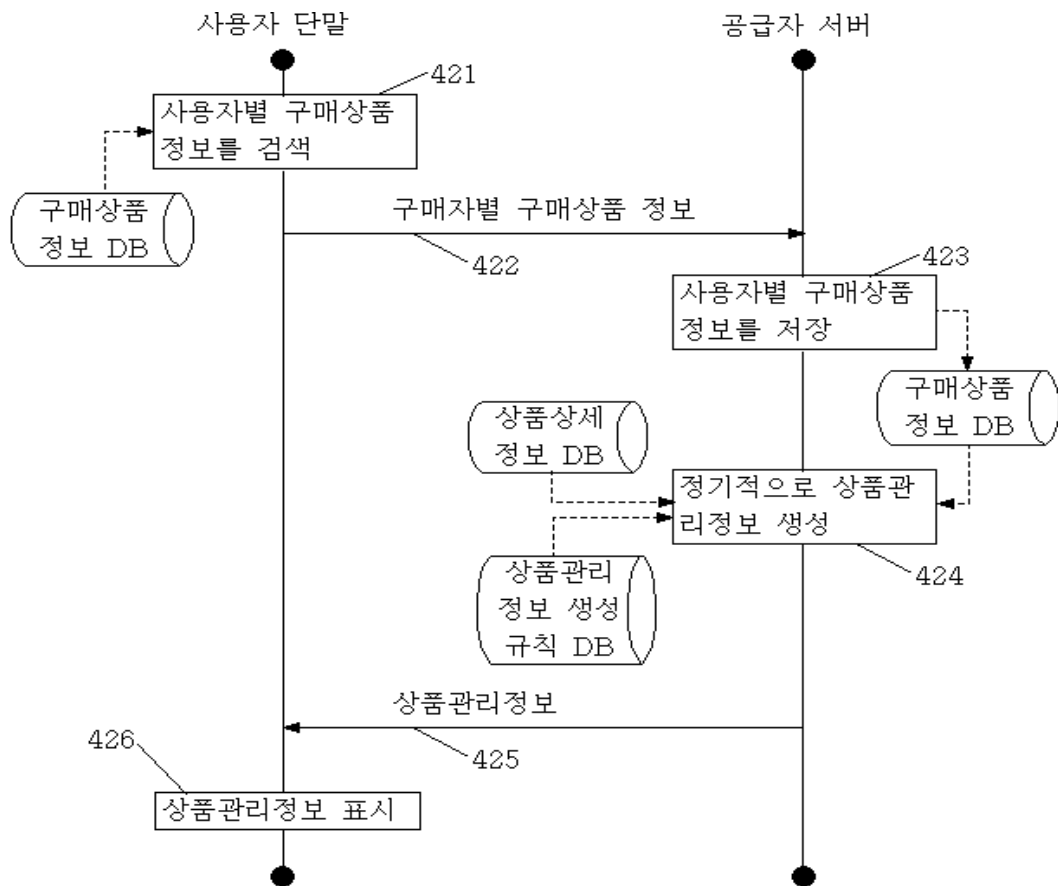 사용자 단말
공급자 서버
421
사용자별 구매상품
정보를 검색
구매상품
정보 DB
구매자별 구매상품 정보
422
423
사용자별 구매상품
정보를 저장
구매상품
정보 DB
상품상세
정보 DB
정기적으로 상품관
리정보 생성
424
상품관리
정보 생성
규칙 DB
상품관리정보
425
426
상품관리정보 표시